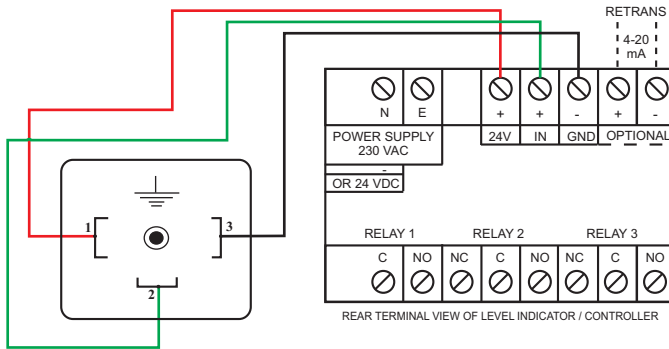 RETRANS
4-20
mA
N E + + - + -
POWER SUPPLY
230 VAC
24V IN GND OPTIONAL
-
OR 24 VDC
1
3
2
RELAY 1 RELAY 2 RELAY 3
C NO NC C NO NC C NO
REAR TERMINAL VIEW OF LEVEL INDICATOR / CONTROLLER